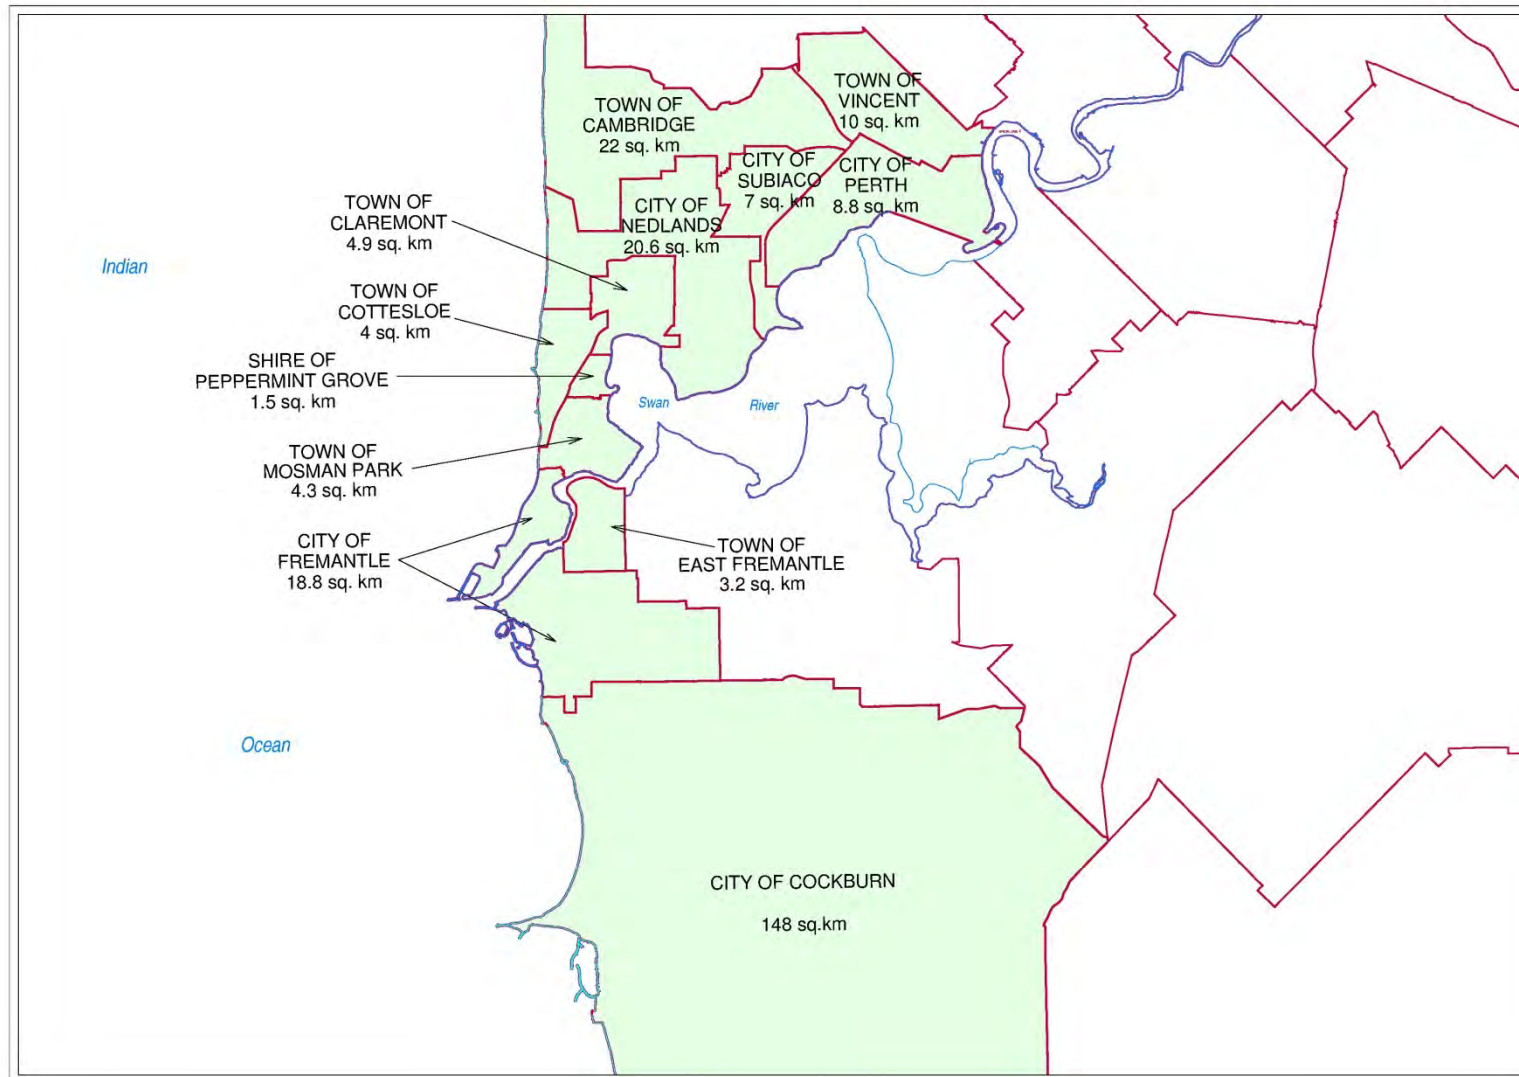 TOWN OF
VINCENT
10 sq. km
TOWN OF
CAMBRIDGE
22 sq. km
CITY OF
SUBIACO
7 sq. km
CITY OF
PERTH
8.8 sq. km
TOWN OF
CLAREMONT
4.9 sq. km
CITY OF
NEDLANDS
20.6 sq. km
Indian
TOWN OF
COTTESLOE
4 sq. km
SHIRE OF
PEPPERMINT GROVE
1.5 sq. km
Swan
River
TOWN OF
MOSMAN PARK
4.3 sq. km
CITY OF
FREMANTLE
18.8 sq. km
TOWN OF
EAST FREMANTLE
3.2 sq. km
Ocean
CITY OF COCKBURN
148 sq.km